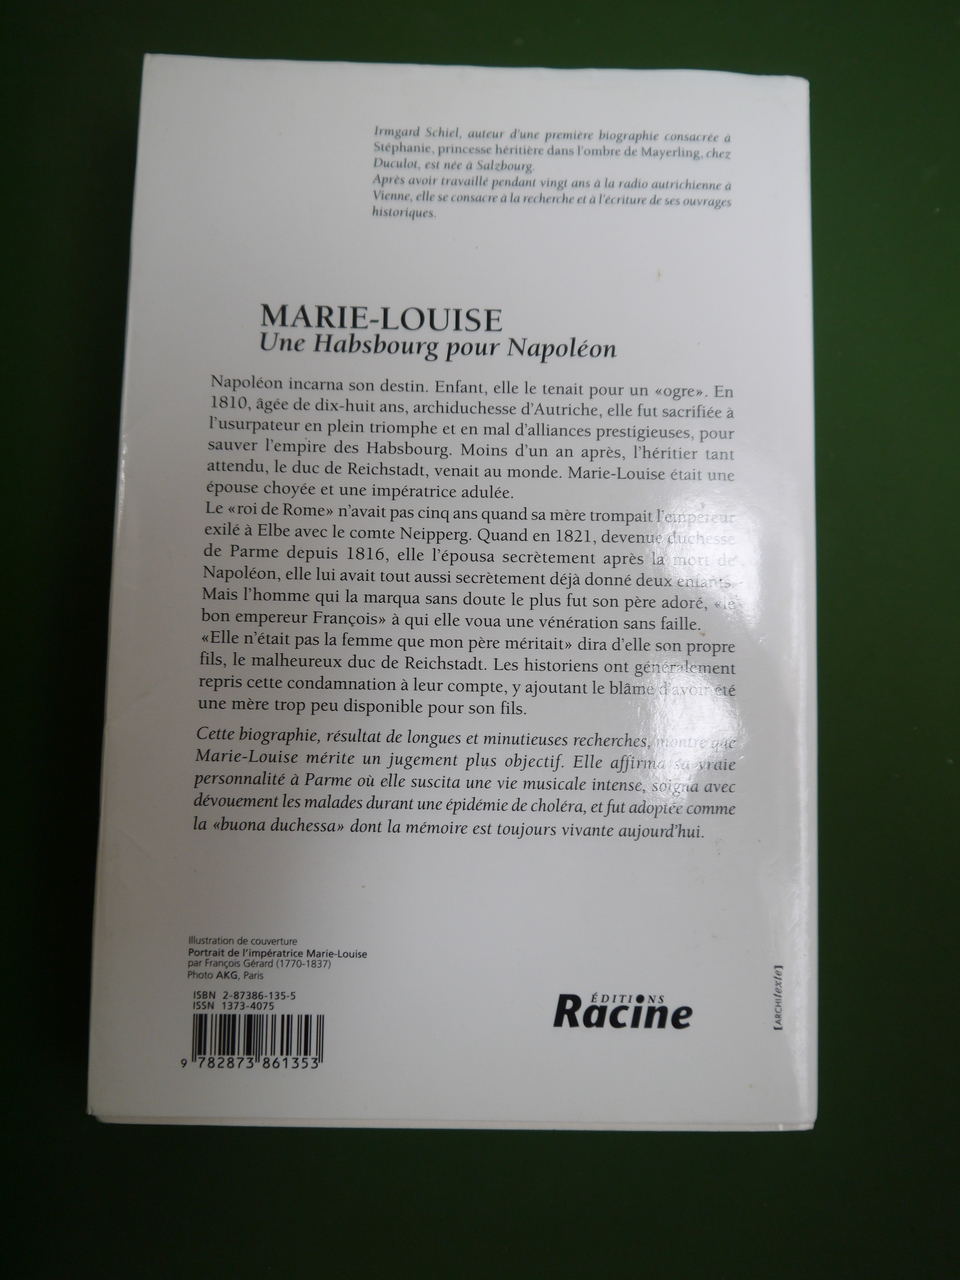 Irmgard Schiel, auteur d'une première biographie consacrée à
Stéphanie, princesse héritière dans l'ombre de Mayerling, chez
Duculot, est née à Salzbourg.
Après avoir travaillé pendant vingt ans à la radio autrichienne à
Vienne, elle se consacre à la recherche et à l'écriture de ses ouvrages
historiques.
MARIE-LOUISE
Une Habsbourg pour Napoléon
Napoléon incarna son destin. Enfant, elle le tenait pour un «ogre». En
1810, âgée de dix-huit ans, archiduchesse d'Autriche, elle fut sacrifiée à
l'usurpateur en plein triomphe et en mal d'alliances prestigieuses, pour
sauver l'empire des Habsbourg. Moins d'un an après, l'héritier tant
attendu, le duc de Reichstadt, venait au monde. Marie-Louise était une
épouse choyée et une impératrice adulée.
Le «roi de Rome» n'avait pas cinq ans quand sa mère trompait l'empereur
exilé à Elbe avec le comte Neipperg. Quand en 1821, devenue duchesse
de Parme depuis 1816, elle l'épousa secrètement après la mort de
Napoléon, elle lui avait tout aussi secrètement déjà donné deux enfants.
Mais l'homme qui la marqua sans doute le plus fut son père adoré, «le
bon empereur François» à qui elle voua une vénération sans faille.
«Elle n'était pas la femme que mon père méritait» dira d'elle son propre
fils, le malheureux duc de Reichstadt. Les historiens ont généralement
repris cette condamnation à leur compte, y ajoutant le blâme d'avoir été
une mère trop peu disponible pour son fils.
Cette biographie, résultat de longues et minutieuses recherches, montre que
Marie-Louise mérite un jugement plus objectif. Elle affirma sa vraie
personnalité à Parme où elle suscita une vie musicale intense, soigna avec
dévouement les malades durant une épidémie de choléra, et fut adoptée comme
la «buona duchessa» dont la mémoire est toujours vivante aujourd'hui.
Illustration de couverture
Portrait de l'impératrice Marie-Louise
par François Gérard (1770-1837)
Photo AKG, Paris
ISBN 2-87386-135-5
ISSN 1373-4075
9 782873 861353
ÉDITIONS
Racine
[ARCHItexte]